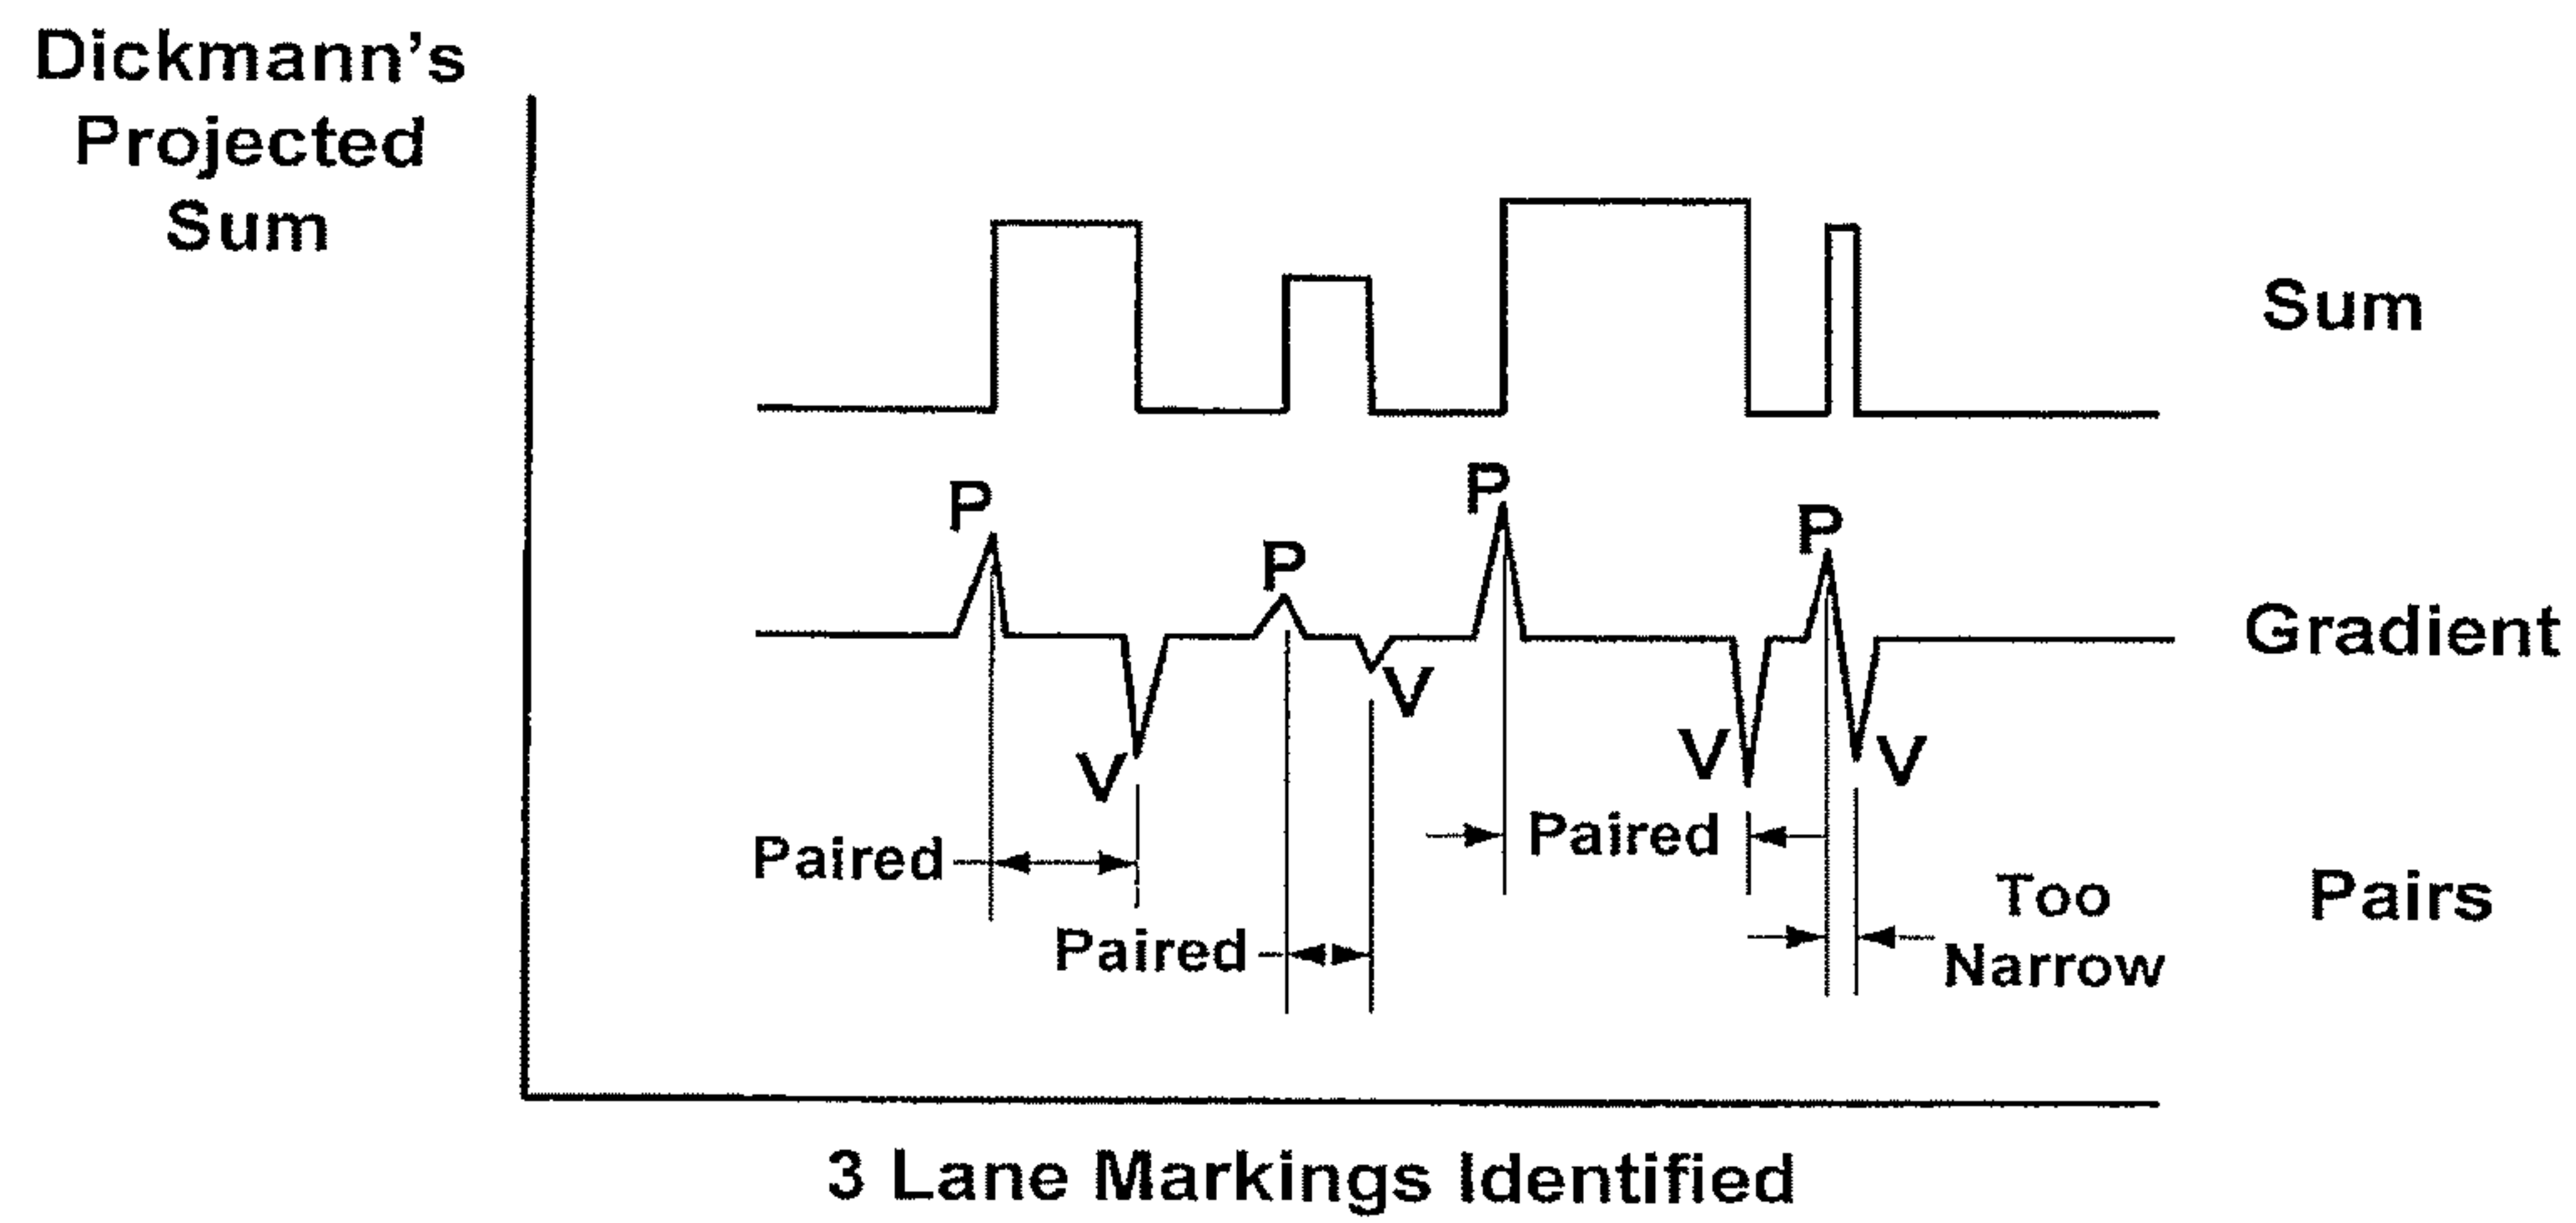 Dickmann's
Projected
Sum
Sum
P
P
P
P
Gradient
V
V
V
V
Paired
Paired
Paired
Too
Narrow
Pairs
3 Lane Markings Identified